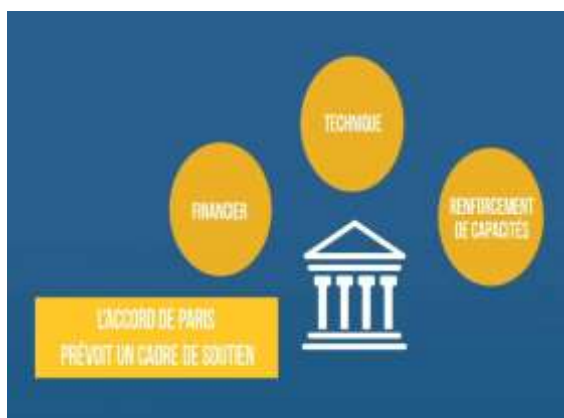 TECHNIQUE
FINANCIER
RENFORCEMENT
DE CAPACITÉS
L'ACCORD DE PARIS
PRÉVOIT UN CADRE DE SOUTIEN